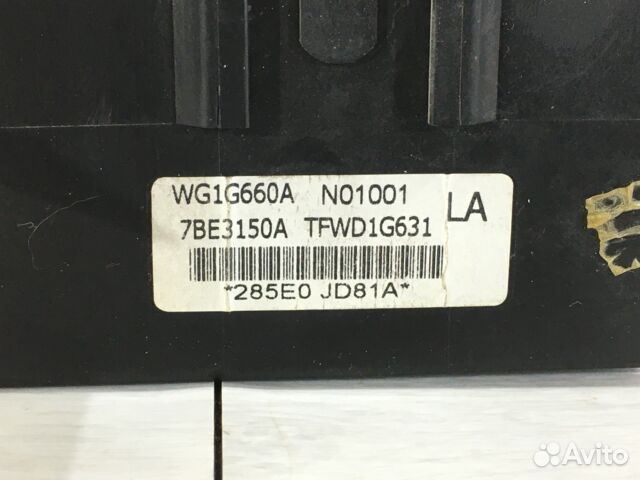 WG1G660A N01001
7BE3150A TFWD1G631
LA
*285E0 JD81A*
Avito